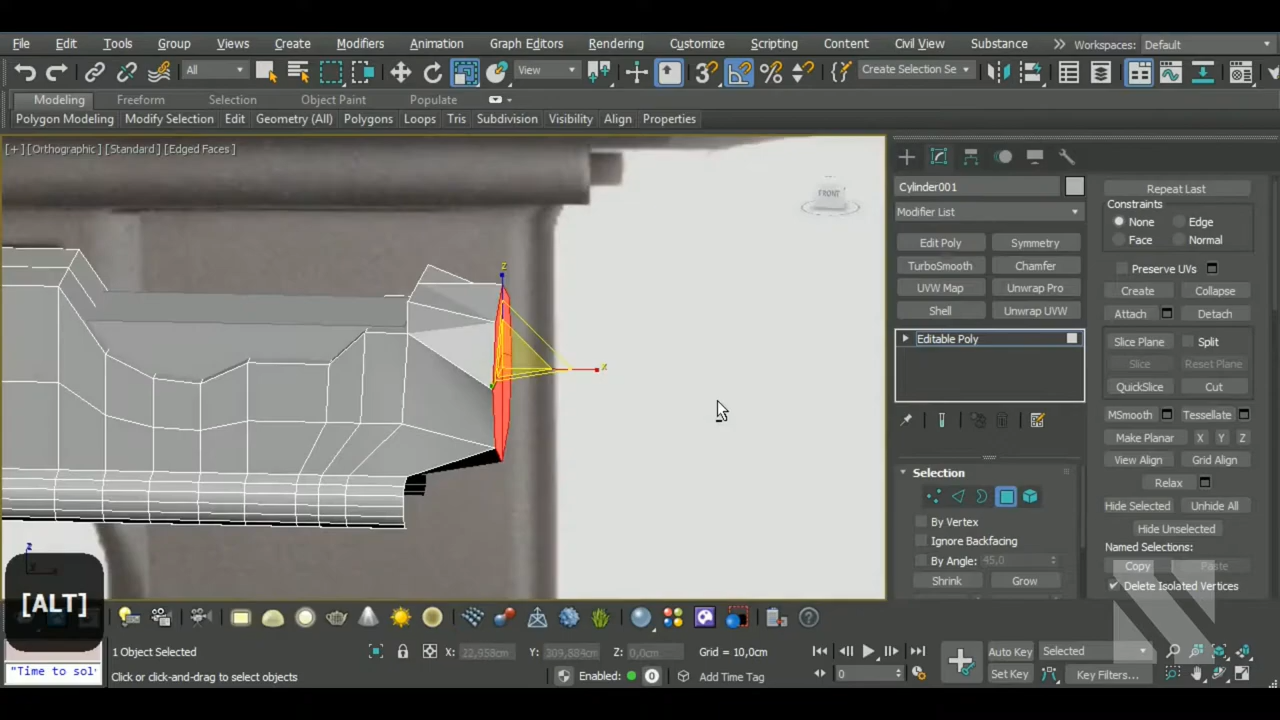 File Edit Tools Group Views Create Modifiers Animation Graph Editors Rendering Customize Scripting Content Civil View Substance Workspaces: Default
All View Create Selection Se
Modeling Freeform Selection Object Paint Populate
Polygon Modeling Modify Selection Edit Geometry (All) Polygons Loops Tris Subdivision Visibility Align Properties
[+] [Orthographic] [Standard] [Edged Faces]
FRONT
z
x
Cylinder001
Modifier List
Edit Poly Symmetry
TurboSmooth Chamfer
UVW Map Unwrap Pro
Shell Unwrap UVW
Editable Poly
Selection
By Vertex
Ignore Backfacing
By Angle: 45,0
Shrink Grow
Repeat Last
Constraints
None Edge
Face Normal
Preserve UVs
Create Collapse
Attach Detach
Slice Plane Split
Slice Reset Plane
QuickSlice Cut
MSmooth Tessellate
Make Planar X Y Z
View Align Grid Align
Relax
Hide Selected Unhide All
Hide Unselected
Named Selections:
Copy Paste
Delete Isolated Vertices
z
x
[ALT]
1 Object Selected X: 22,958cm Y: 309,884cm Z: 0,0cm Grid = 10,0cm Auto Key Selected
"Time to sol Click or click-and-drag to select objects Enabled: 0 Add Time Tag 0 Set Key Key Filters...